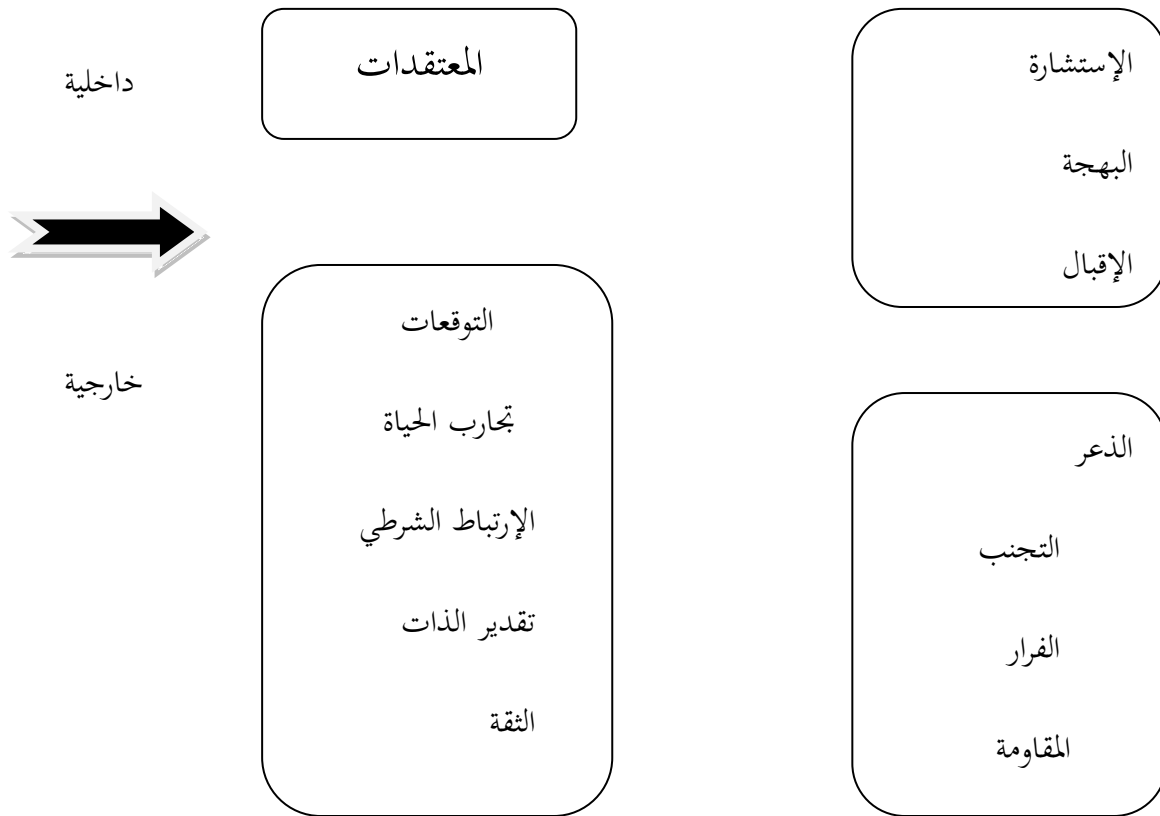 داخلية
خارجية
المعتقدات
التوقعات
تجارب الحياة
الإرتباط الشرطي
تقدير الذات
الثقة
الإستشارة
البهجة
الإقبال
الذعر
التجنب
الفرار
المقاومة